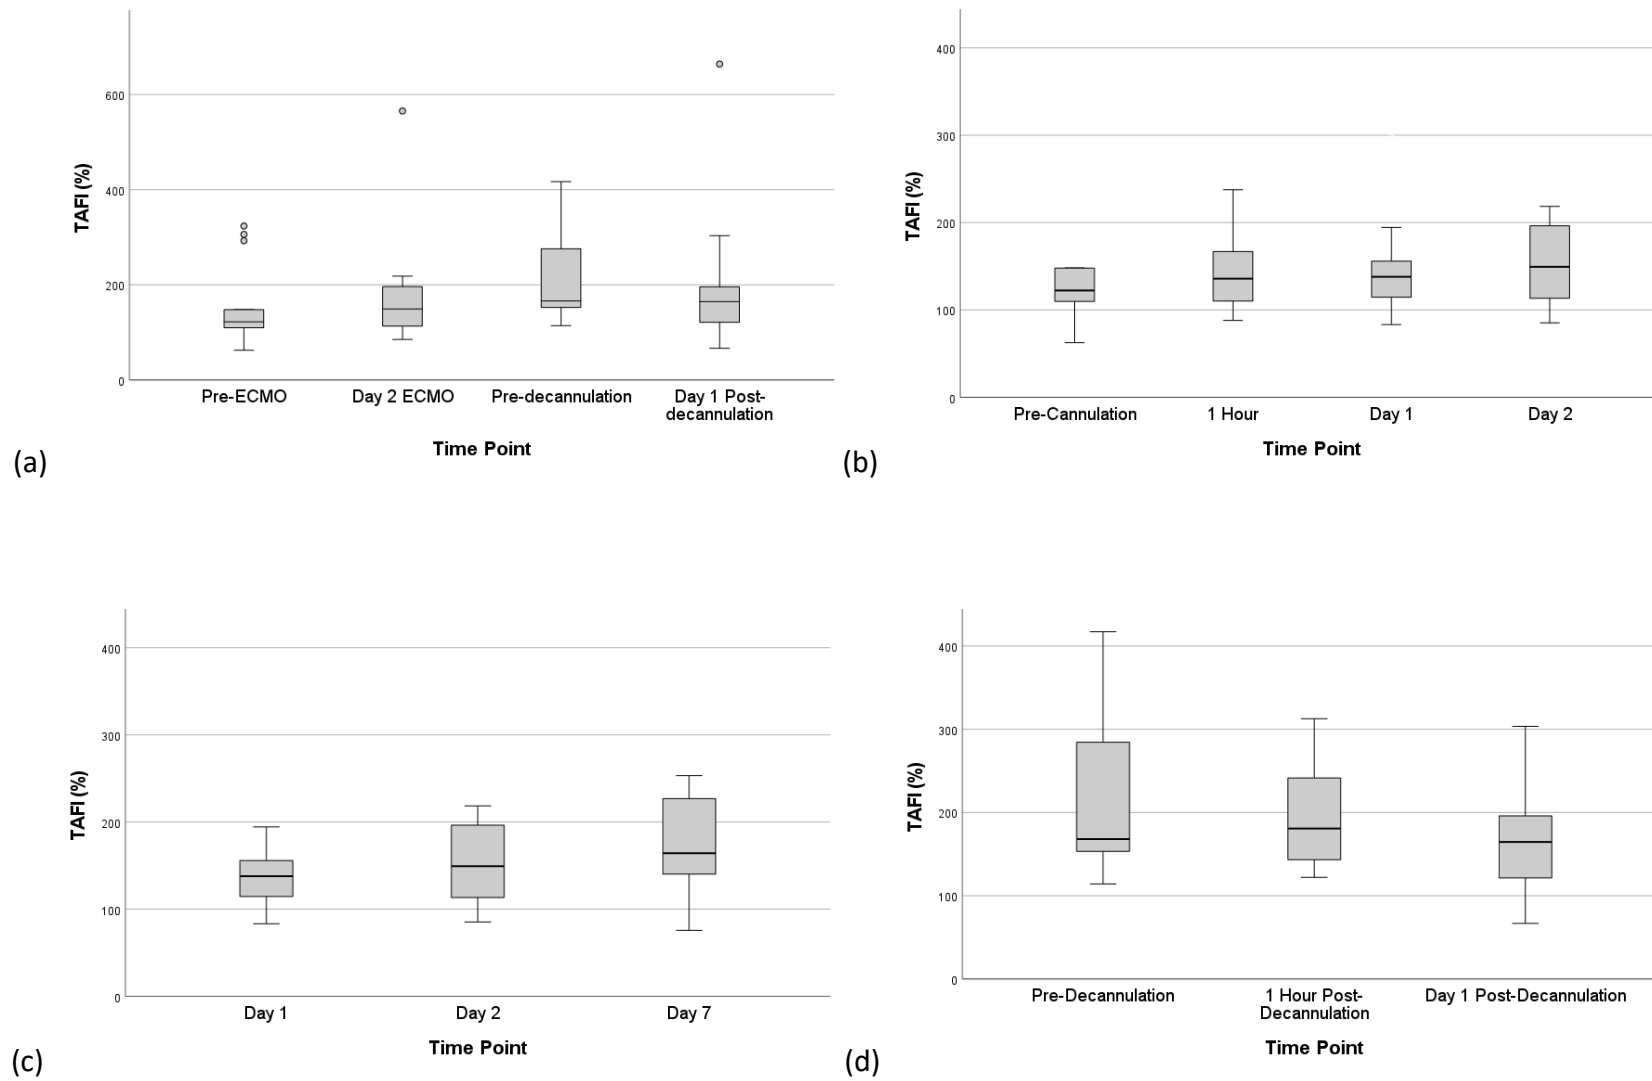 600
400
200
0
TAFI (%)
Pre-ECMO
Day 2 ECMO
Pre-decannulation
Day 1 Post-
decannulation
Time Point
(a)
400
300
200
100
0
TAFI (%)
Pre-Cannulation
1 Hour
Day 1
Day 2
Time Point
(b)
400
300
200
100
0
TAFI (%)
Day 1
Day 2
Day 7
Time Point
(c)
400
300
200
100
0
TAFI (%)
Pre-Decannulation
1 Hour Post-
Decannulation
Day 1 Post-Decannulation
Time Point
(d)